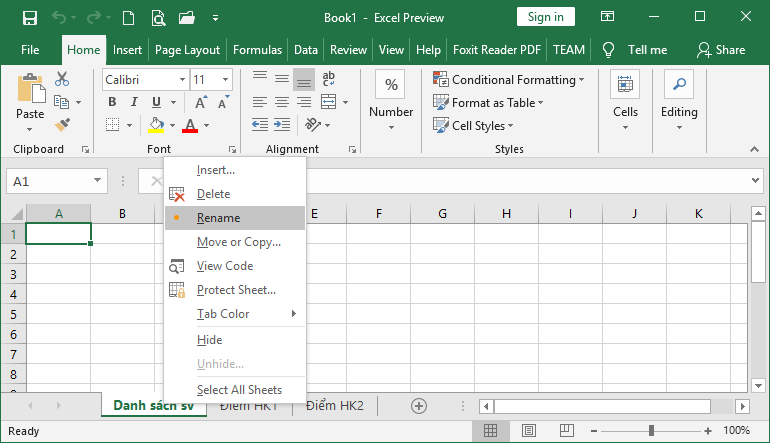 Book1 - Excel Preview
Sign in
File Home Insert Page Layout Formulas Data Review View Help Foxit Reader PDF TEAM Tell me Share
Calibri 11
ab
c
%
Conditional Formatting
Format as Table
Cell Styles
Paste
B I U A A
A
Number
Cells
Editing
Clipboard Font Alignment Styles
A1
Insert...
Delete
Rename
Move or Copy...
View Code
Protect Sheet...
Tab Color
Hide
Unhide...
Select All Sheets
A B E F G H I J K
1
2
3
4
5
6
7
8
Danh sách sv Điểm HK1 Điểm HK2
Ready 100%